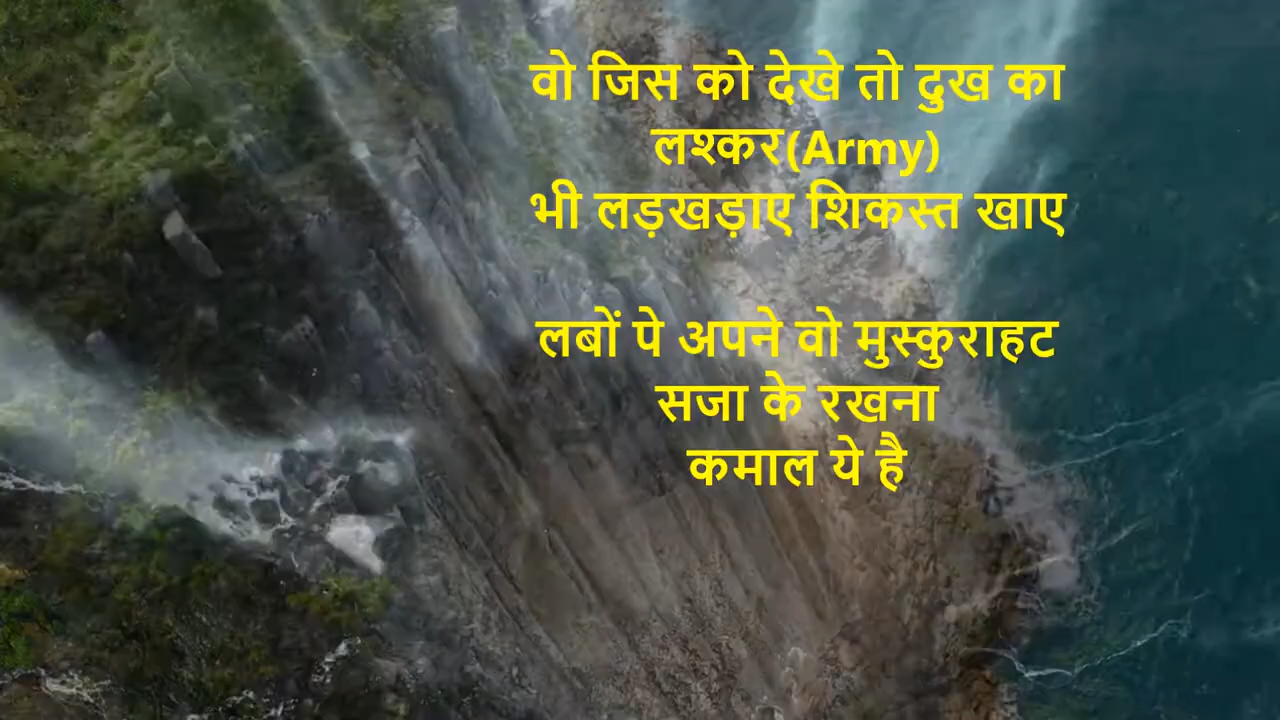 वो जिस को देखे तो दुख का
लश्कर(Army)
भी लड़खड़ाए शिकस्त खाए
लबों पे अपने वो मुस्कुराहट
सजा के रखना
कमाल ये है